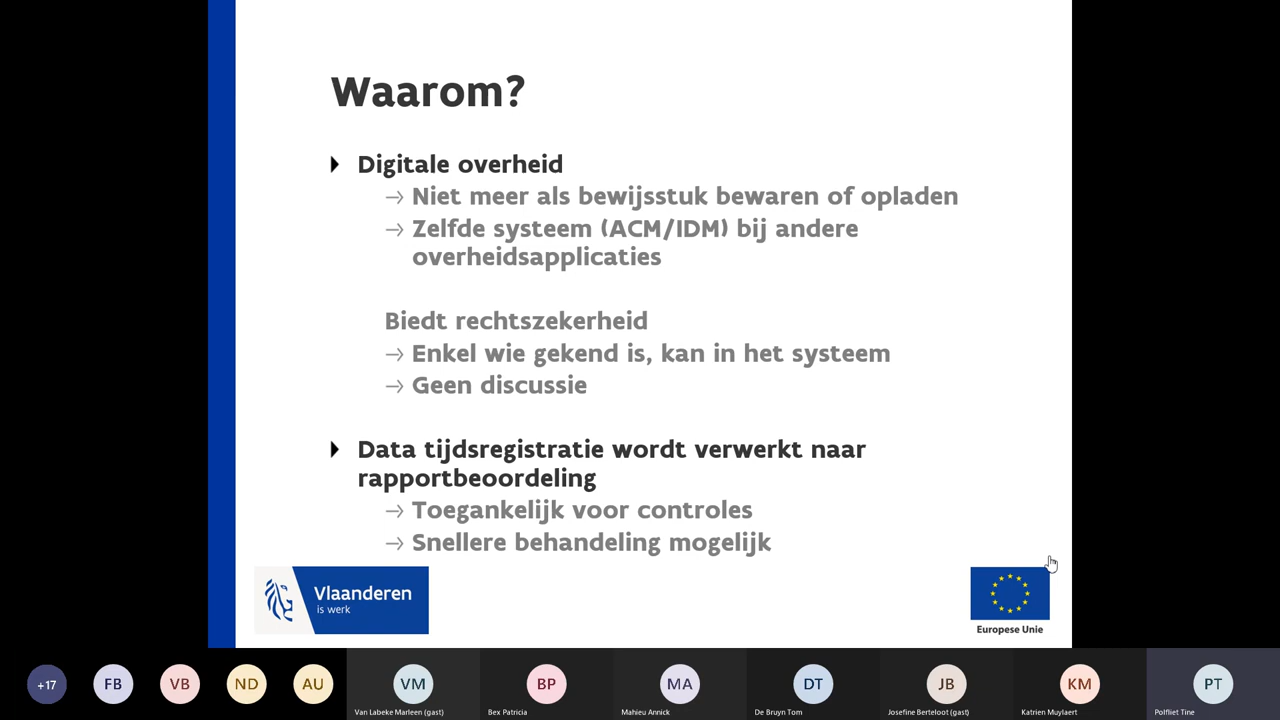 Waarom?
Digitale overheid
→ Niet meer als bewijsstuk bewaren of opladen
→ Zelfde systeem (ACM/IDM) bij andere
overheidsapplicaties
Biedt rechtszekerheid
→ Enkel wie gekend is, kan in het systeem
→ Geen discussie
Data tijdsregistratie wordt verwerkt naar
rapportbeoordeling
→ Toegankelijk voor controles
→ Snellere behandeling mogelijk
Vlaanderen
is werk
Europese Unie
+17
FB
VB
ND
AU
VM
BP
MA
DT
JB
KM
PT
Van Labeke Marleen (gast)
Bex Patricia
Mahieu Annick
De Bruyn Tom
Josefine Berteloot (gast)
Katrien Muylaert
Polfliet Tine